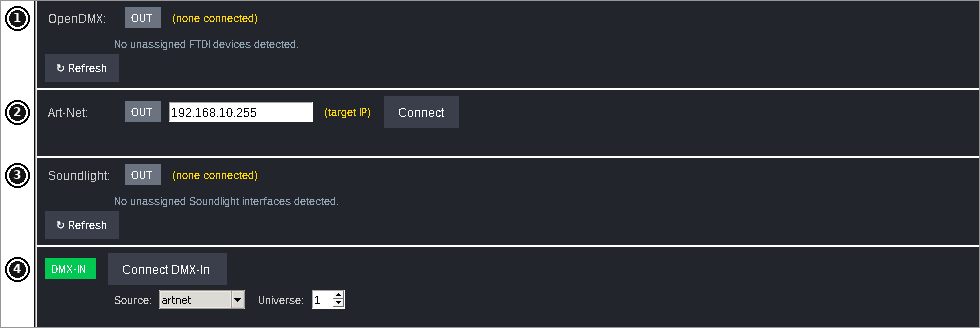 1 OpenDMX: OUT (none connected)
No unassigned FTDI devices detected.
↻ Refresh
2 Art-Net: OUT 192.168.10.255 (target IP) Connect
3 Soundlight: OUT (none connected)
No unassigned Soundlight interfaces detected.
↻ Refresh
4 DMX-IN Connect DMX-In
Source: artnet Universe: 1